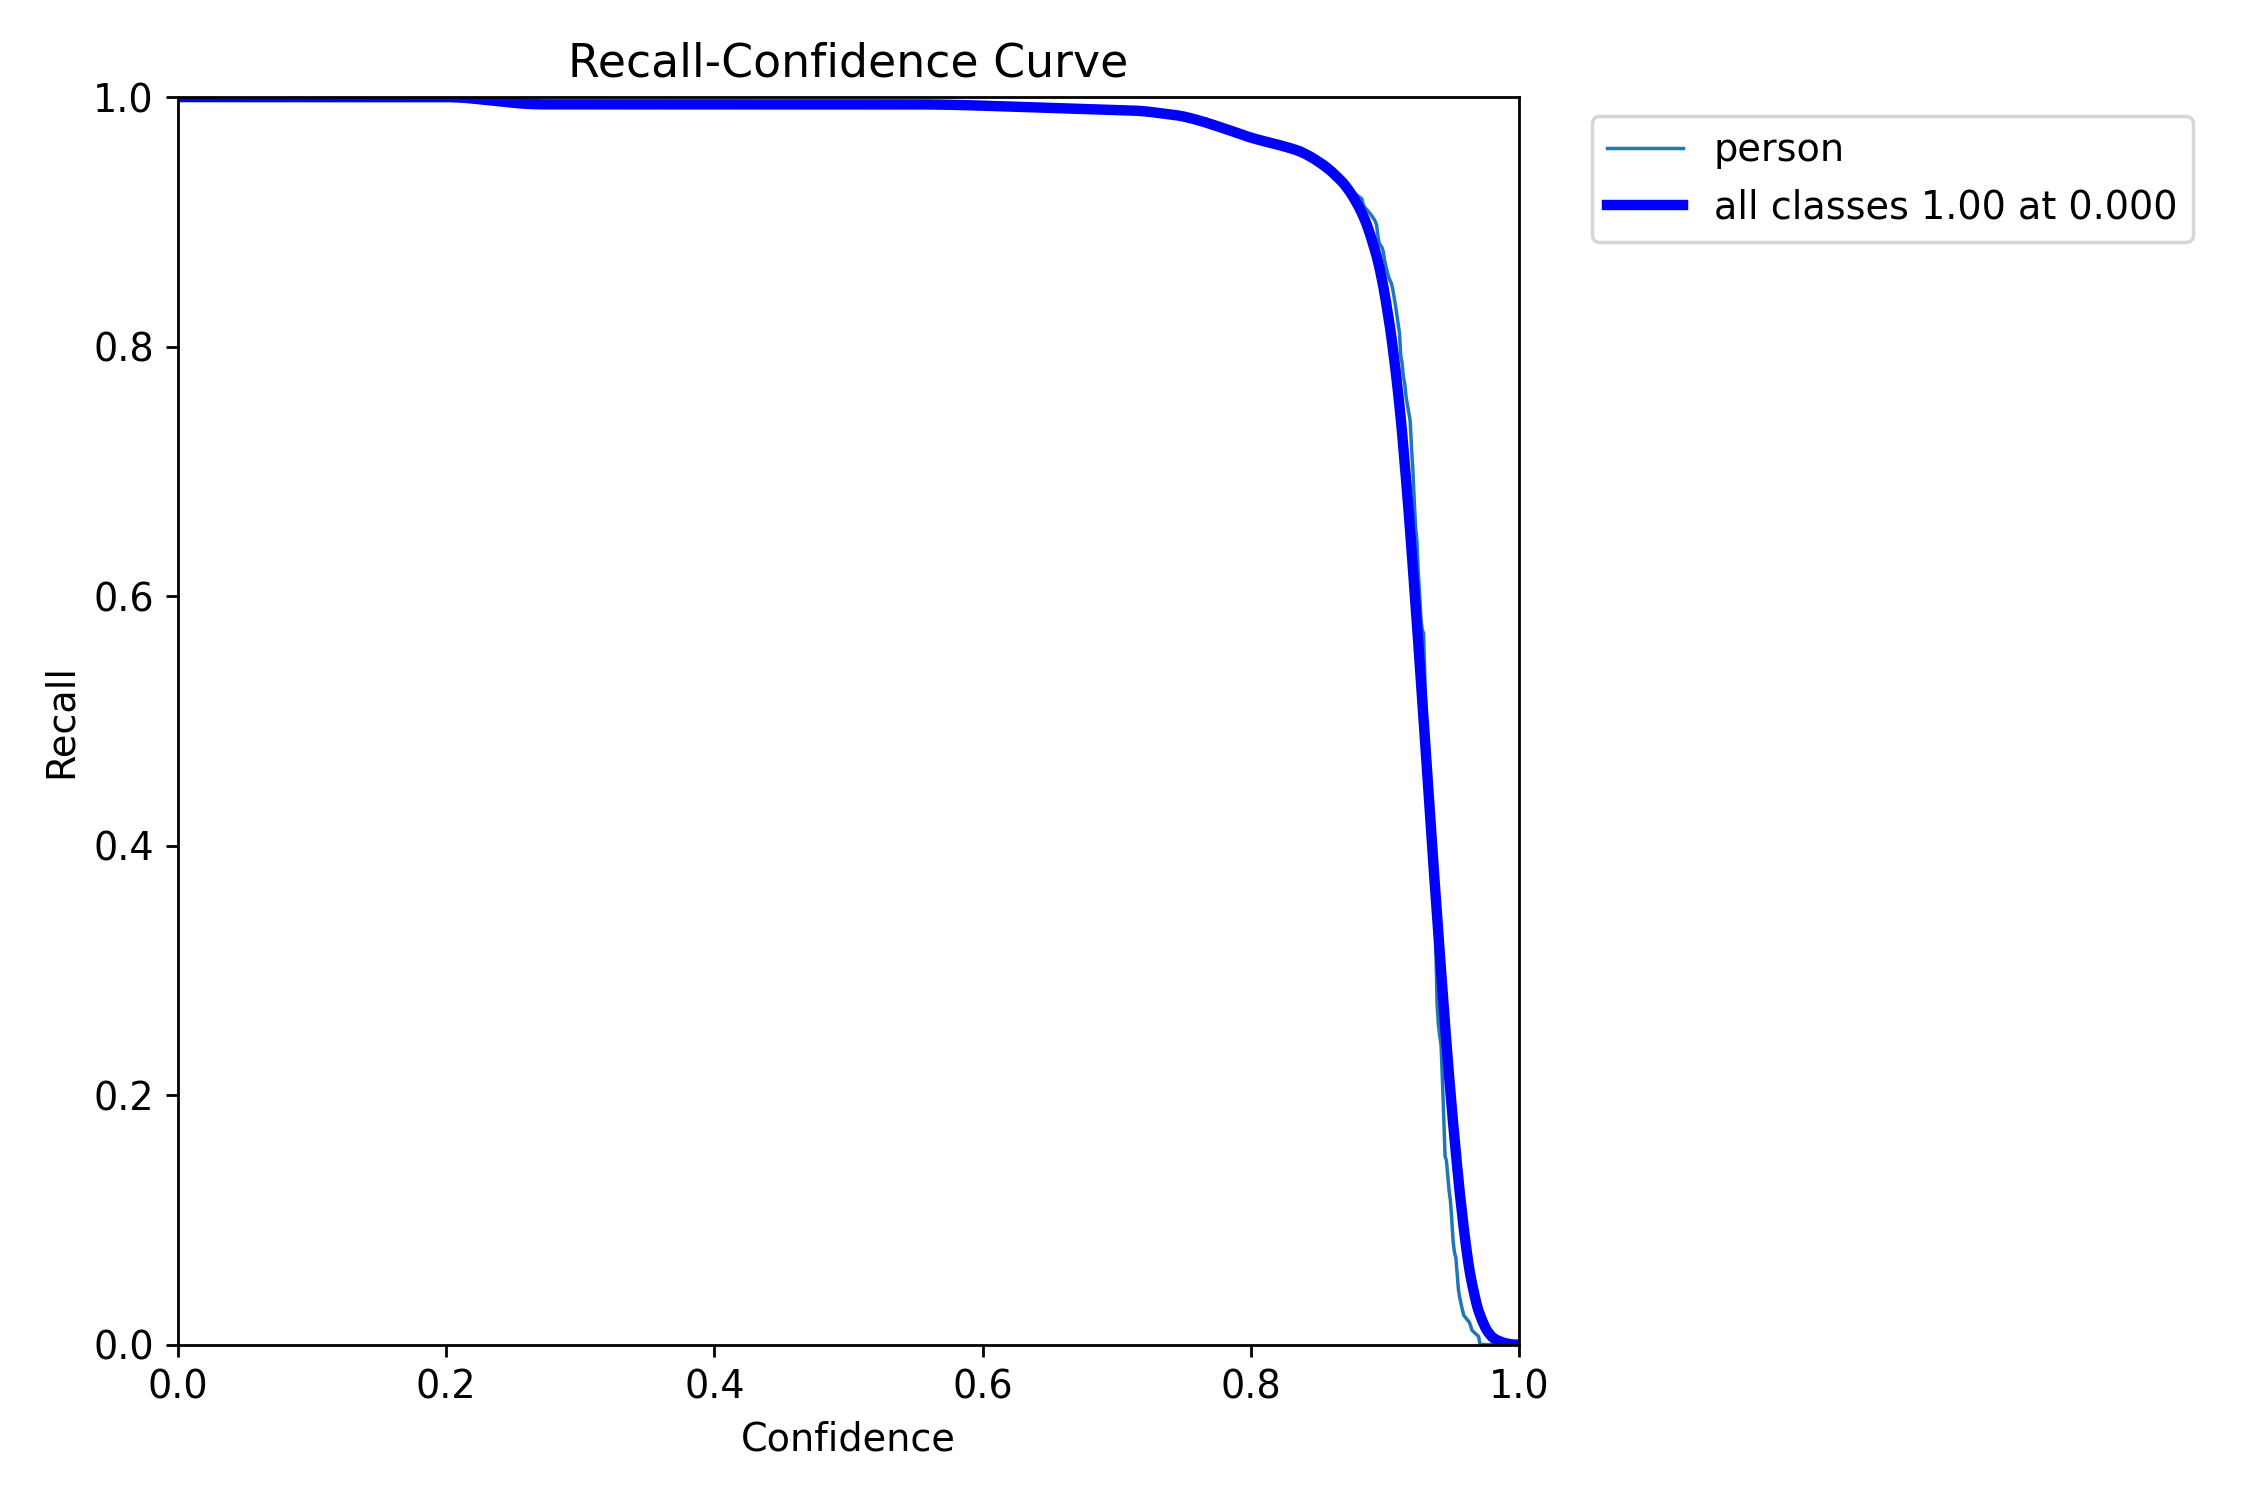 Recall-Confidence Curve
1.0
0.8
0.6
0.4
0.2
0.0
Recall
0.0 0.2 0.4 0.6 0.8 1.0
Confidence
person
all classes 1.00 at 0.000